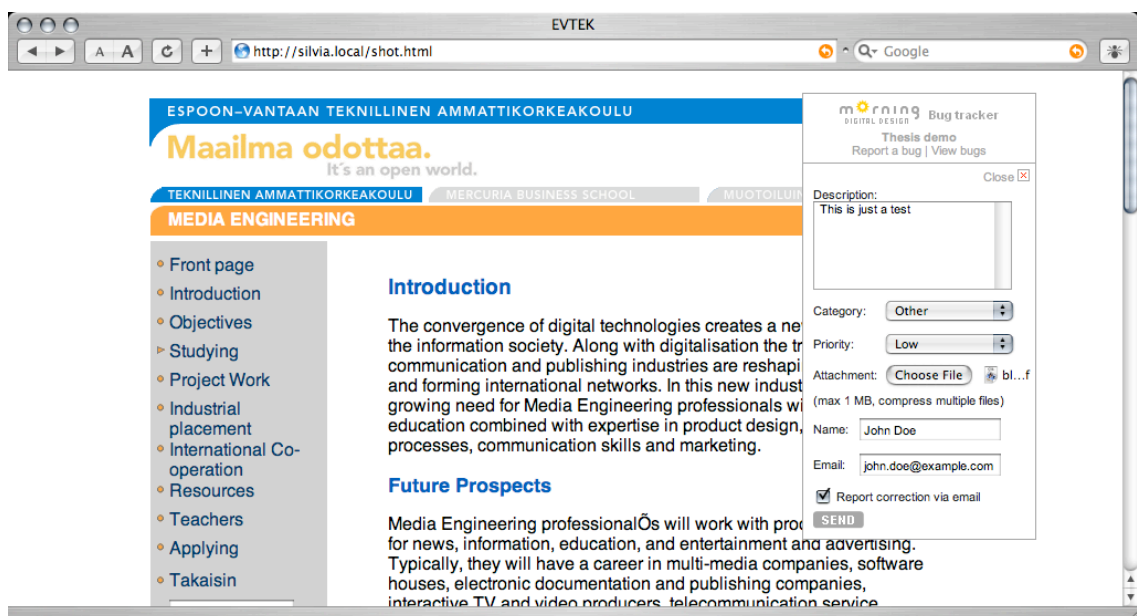 EVTEK
A A
http://silvia.local/shot.html
Google
ESPOON–VANTAAN TEKNILLINEN AMMATTIKORKEAKOULU
Maailma odottaa.
It´s an open world.
TEKNILLINEN AMMATTIKORKEAKOULU MERCURIA BUSINESS SCHOOL
MEDIA ENGINEERING
Front page
Introduction
Objectives
Studying
Project Work
Industrial
placement
International Co-
operation
Resources
Teachers
Applying
Takaisin
Introduction
The convergence of digital technologies creates a
the information society. Along with digitalisation the
communication and publishing industries are
and forming international networks. In this new
growing need for Media Engineering professionals
education combined with expertise in product design,
processes, communication skills and marketing.
Future Prospects
Media Engineering professionalÕs will work with
for news, information, education, and entertainment and advertising.
Typically, they will have a career in multi-media companies, software
houses, electronic documentation and publishing companies,
interactive TV and video producers, telecommunication service
morning
DIGITAL DESIGN
Bug tracker
Thesis demo
Report a bug | View bugs
Close
Description:
This is just a test
Category: Other
Priority: Low
Attachment: Choose File bl...f
(max 1 MB, compress multiple files)
Name: John Doe
Email: john.doe@example.com
Report correction via email
SEND